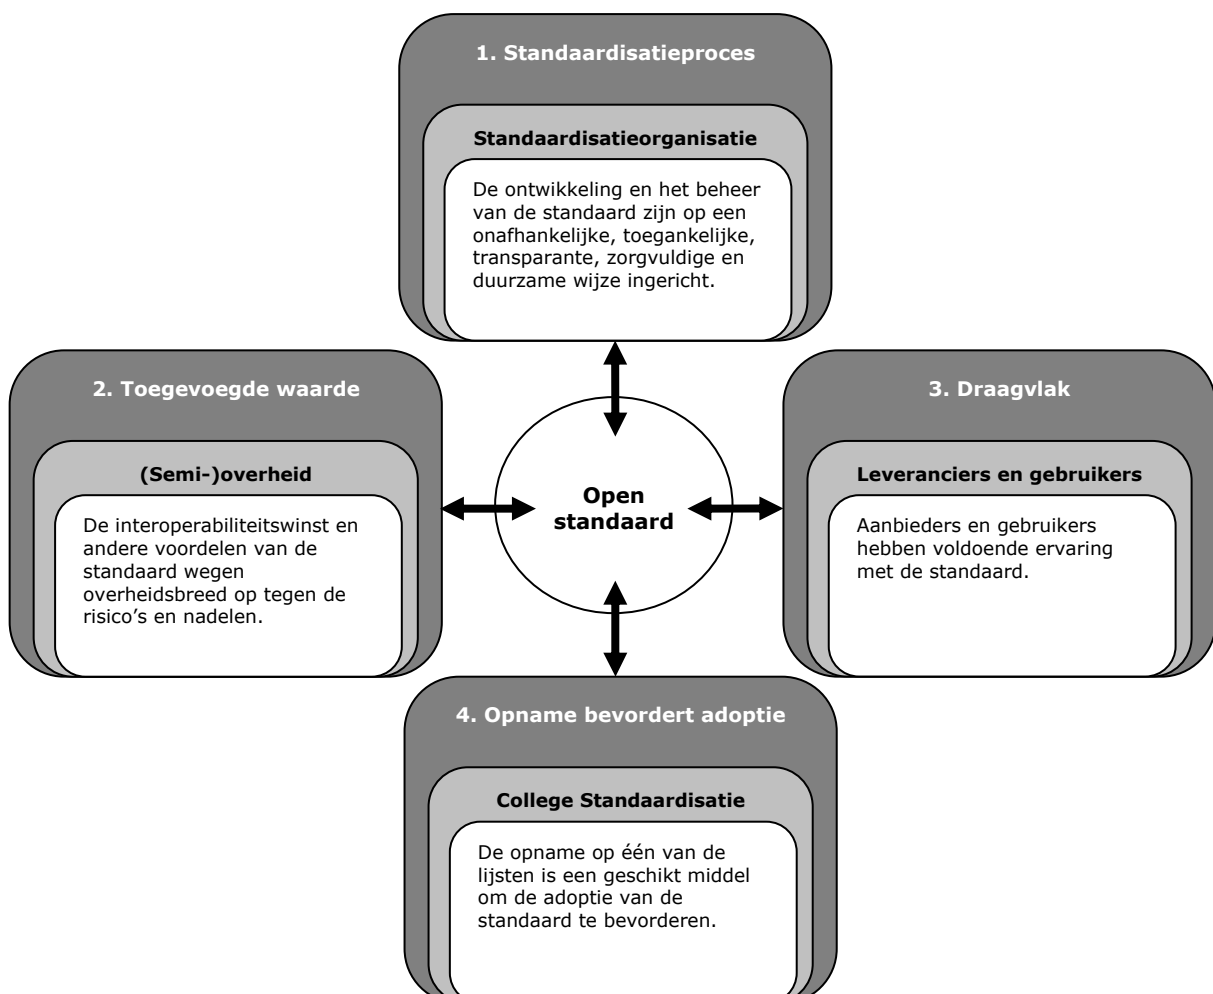 1. Standaardisatieproces
Standaardisatieorganisatie
De ontwikkeling en het beheer
van de standaard zijn op een
onafhankelijke, toegankelijke,
transparante, zorgvuldige en
duurzame wijze ingericht.
2. Toegevoegde waarde
(Semi-)overheid
De interoperabiliteitswinst en
andere voordelen van de
standaard wegen
overheidsbreed op tegen de
risico’s en nadelen.
Open
standaard
3. Draagvlak
Leveranciers en gebruikers
Aanbieders en gebruikers
hebben voldoende ervaring
met de standaard.
4. Opname bevordert adoptie
College Standaardisatie
De opname op één van de
lijsten is een geschikt middel
om de adoptie van de
standaard te bevorderen.